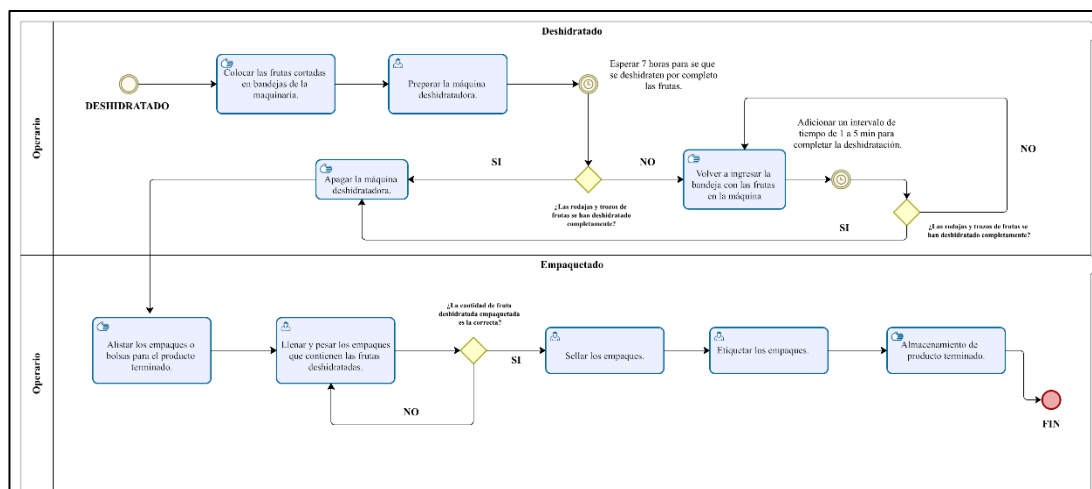 Deshidratado
Operario
DESHIDRATADO
Colocar las frutas cortadas
en bandejas de la
maquinaria.
Preparar la máquina
deshidratadora.
Esperar 7 horas para se que
se deshidraten por completo
las frutas.
Adicionar un intervalo de
tiempo de 1 a 5 min para
completar la deshidratación.
NO
SI
NO
Apagar la máquina
deshidratadora.
Volver a ingresar la
bandeja con las frutas
en la máquina
¿Las rodajas y trozos de
frutas se han deshidratado
completamente?
SI
¿Las rodajas y trozos de frutas se
han deshidratado completamente?
Empaquetado
Operario
¿La cantidad de fruta
deshidratada empaquetada
es la correcta?
Alistar los empaques o
bolsas para el producto
terminado.
Llenar y pesar los empaques
que contienen las frutas
deshidratadas.
SI
Sellar los empaques.
Etiquetar los empaques.
Almacenamiento de
producto terminado.
NO
FIN